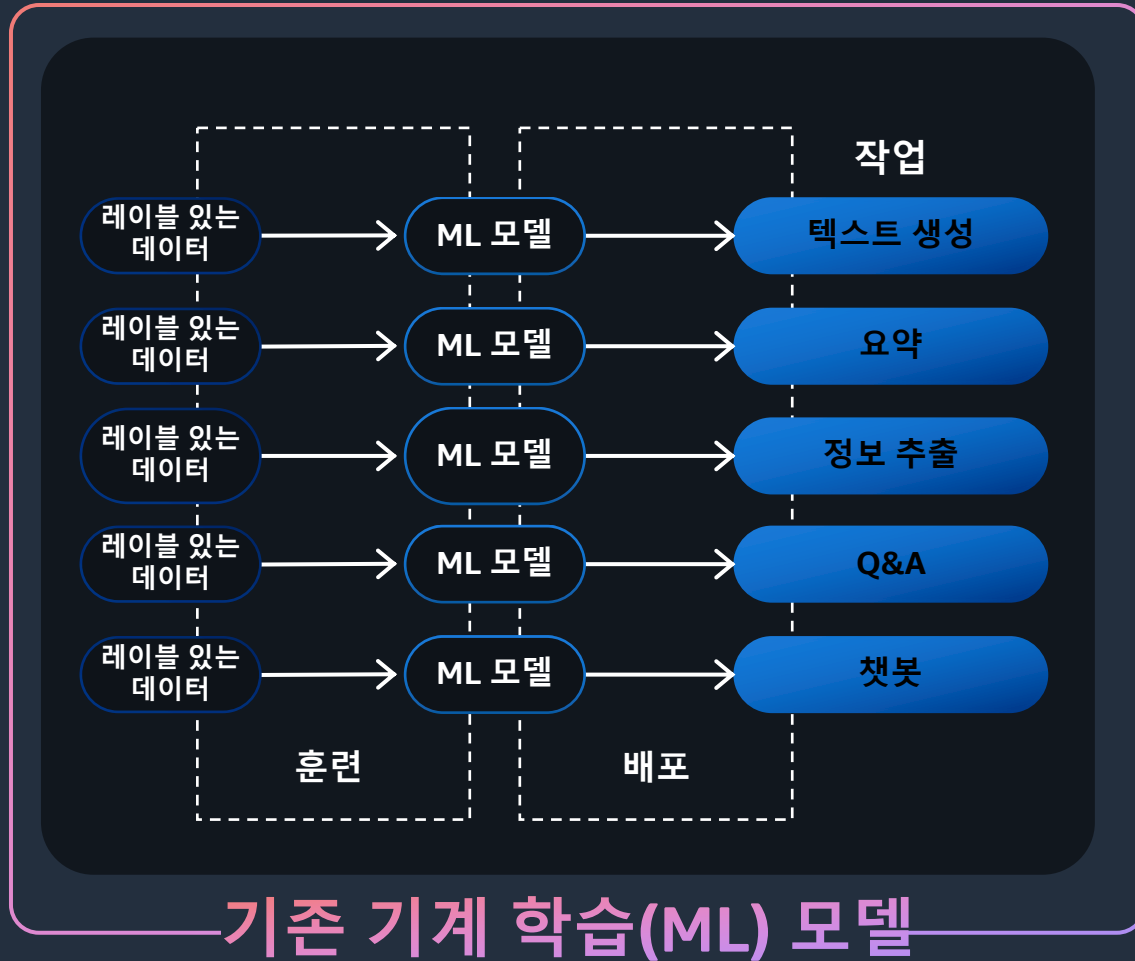 작업
레이블 있는
데이터
ML 모델
텍스트 생성
레이블 있는
데이터
ML 모델
요약
레이블 있는
데이터
ML 모델
정보 추출
레이블 있는
데이터
ML 모델
Q&A
레이블 있는
데이터
ML 모델
챗봇
훈련
배포
기존 기계 학습(ML) 모델